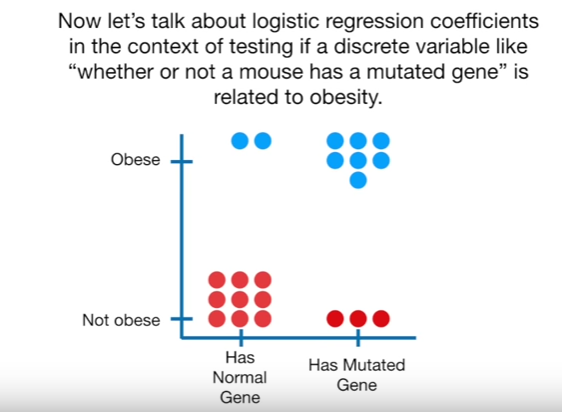 Now let’s talk about logistic regression coefficients
in the context of testing if a discrete variable like
“whether or not a mouse has a mutated gene” is
related to obesity.
Obese
Not obese
Has
Normal
Gene
Has Mutated
Gene